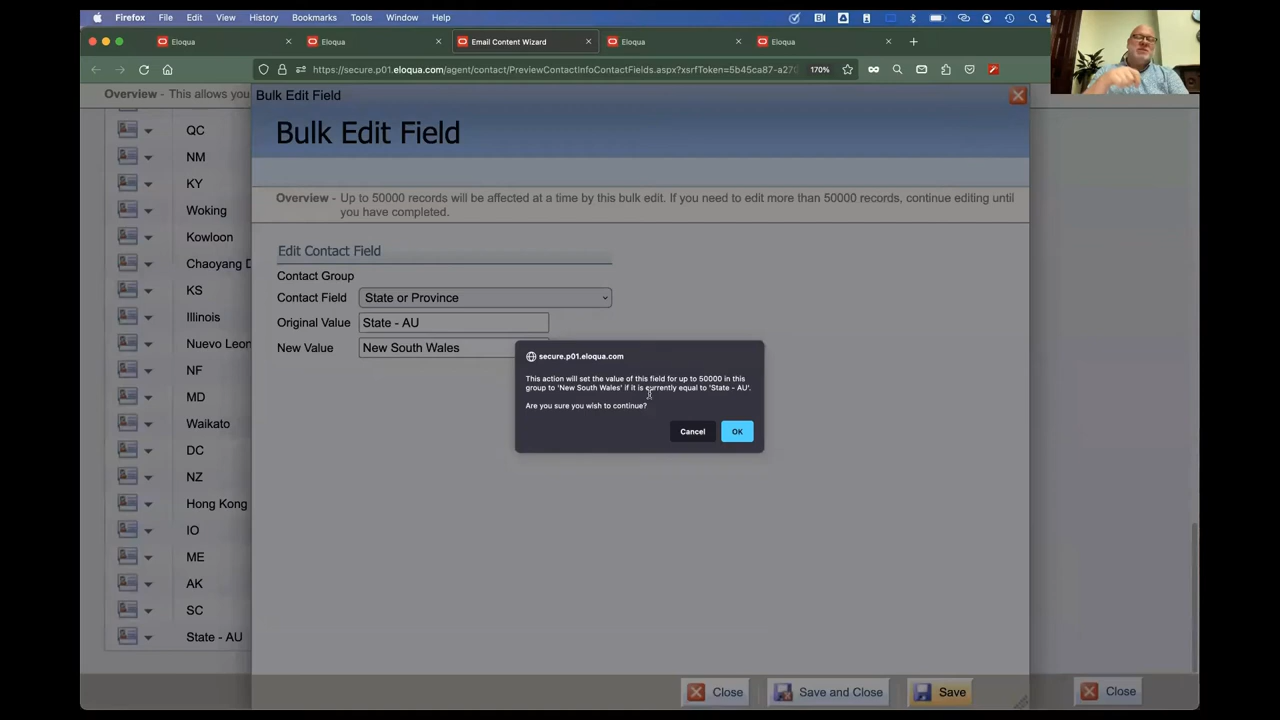 Firefox File Edit View History Bookmarks Tools Window Help
Eloqua
Eloqua
Email Content Wizard
Eloqua
Eloqua
https://secure.p01.eloqua.com/agent/contact/PreviewContactInfoContactFields.aspx?xsrfToken=5b45ca87-a270
170%
Overview - This allows you
QC
NM
KY
Woking
Kowloon
Chaoyang D
KS
Illinois
Nuevo Leon
NF
MD
Waikato
DC
NZ
Hong Kong
IO
ME
AK
SC
State - AU
Bulk Edit Field
Bulk Edit Field
Overview - Up to 50000 records will be affected at a time by this bulk edit. If you need to edit more than 50000 records, continue editing until
you have completed.
Edit Contact Field
Contact Group
Contact Field State or Province
Original Value State - AU
New Value New South Wales
secure.p01.eloqua.com
This action will set the value of this field for up to 50000 in this
group to 'New South Wales' if it is currently equal to 'State - AU'.
Are you sure you wish to continue?
Cancel OK
Close Save and Close Save
Close